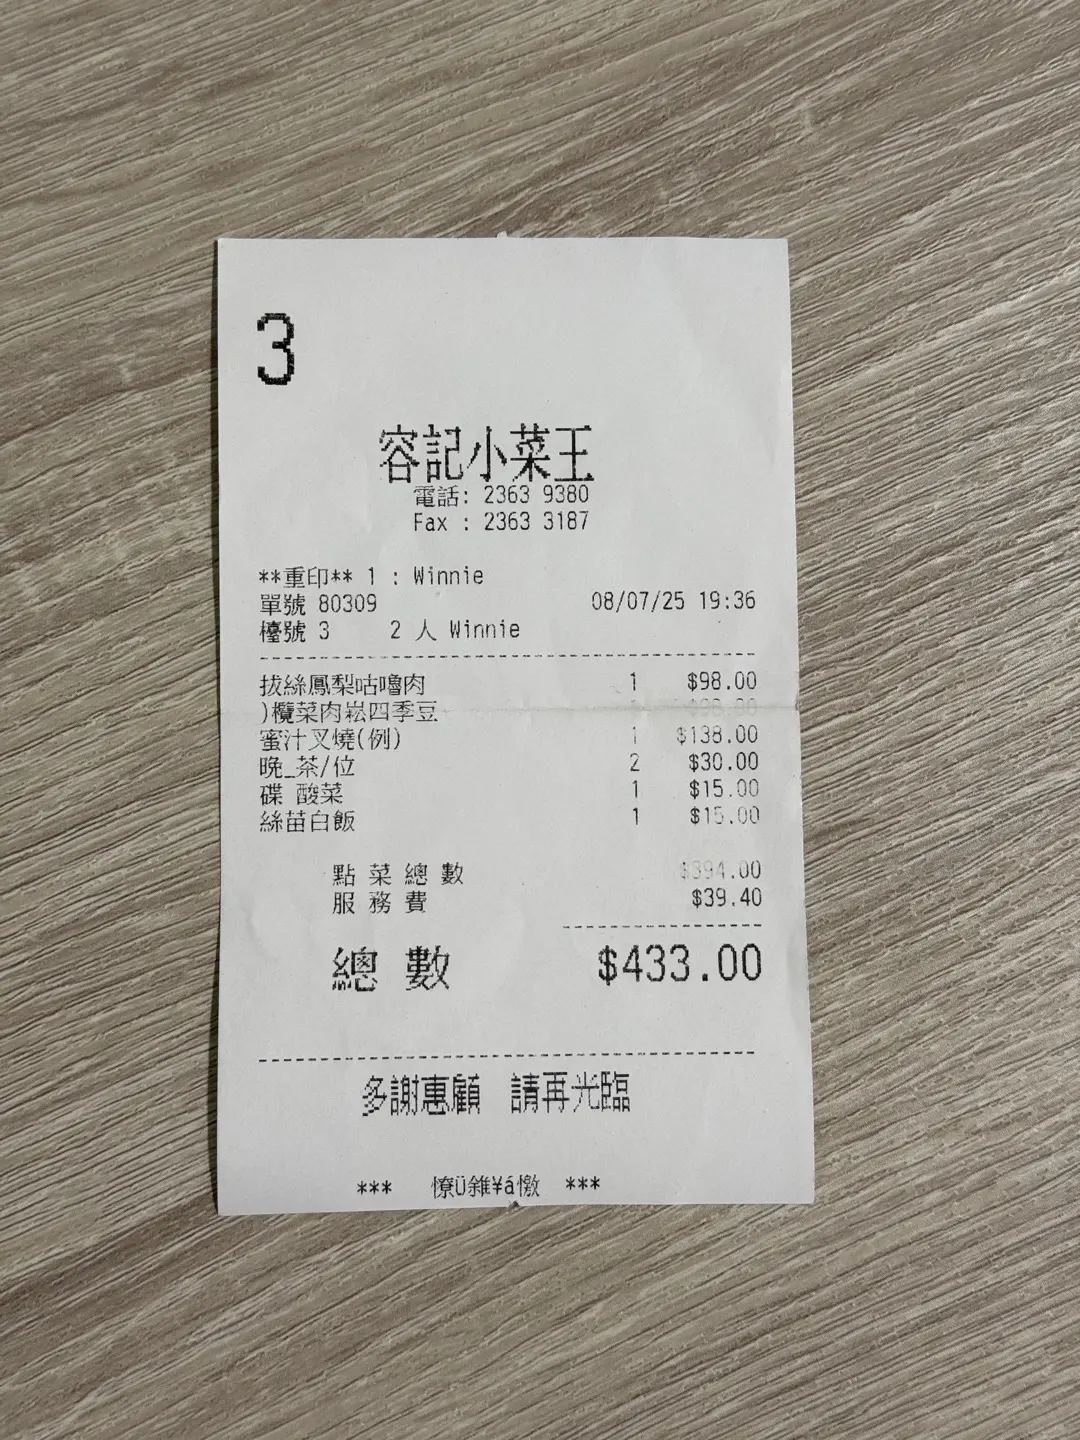 3
容記小菜王
電話: 2363 9380
Fax : 2363 3187
**重印** 1 : Winnie
單號 80309 08/07/25 19:36
檯號 3 2 人 Winnie
拔絲鳳梨咕嚕肉 1 $98.00
)欖菜肉崧四季豆 1 $98.00
蜜汁叉燒(例) 1 $138.00
晚_茶/位 2 $30.00
碟 酸菜 1 $15.00
絲苗白飯 1 $15.00
點 菜 總 數 $394.00
服 務 費 $39.40
總 數 $433.00
多謝惠顧 請再光臨
*** ***